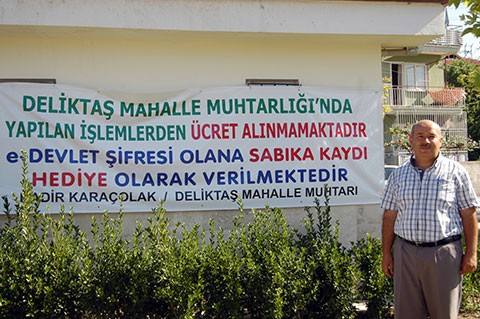 DELİKTAŞ MAHALLE MUHTARLIĞI'NDA
YAPILAN İŞLEMLERDEN ÜCRET ALINMAMAKTADIR
e DEVLET ŞİFRESİ OLANA SABIKA KAYDI
HEDİYE OLARAK VERİLMEKTEDİR
KARAÇOLAK / DELİKTAŞ MAHALLE MUHTARI